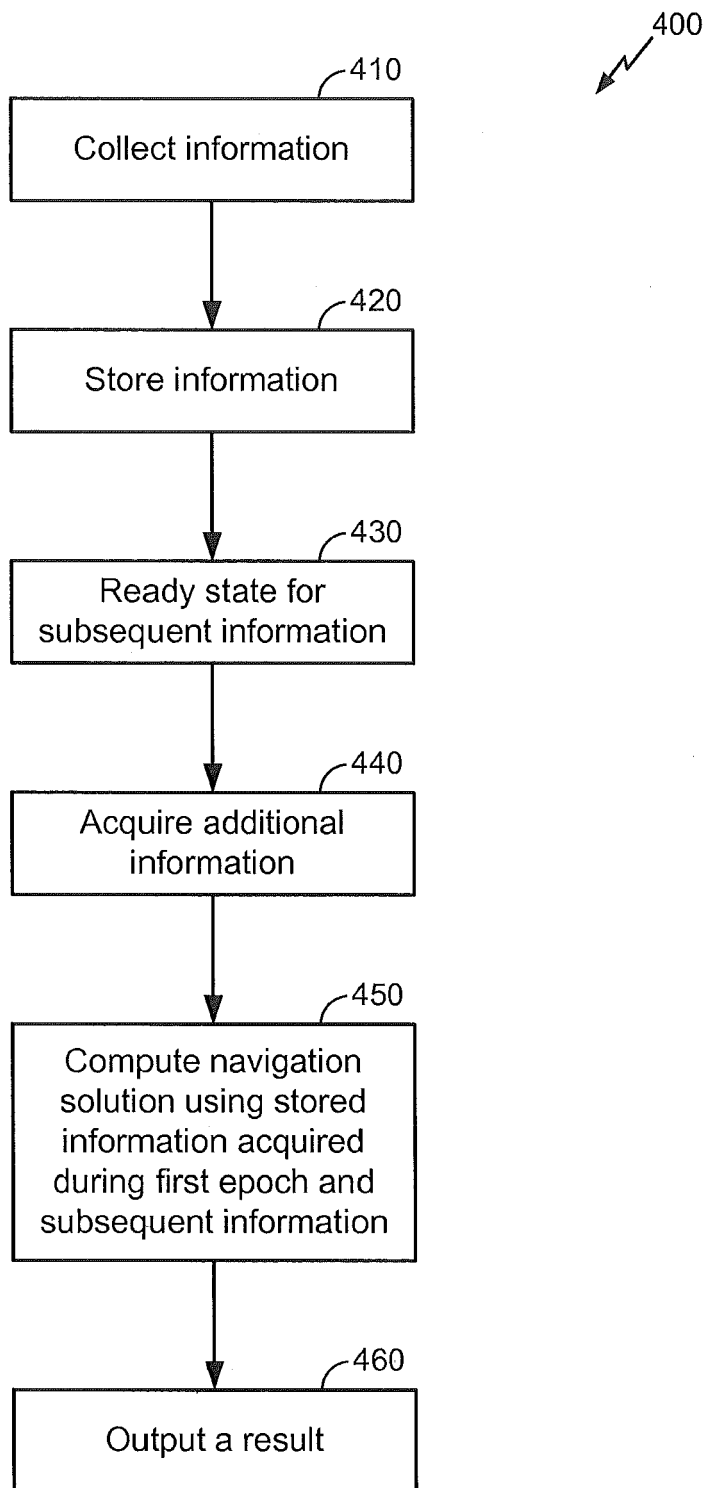 400
410
Collect information
420
Store information
430
Ready state for
subsequent information
440
Acquire additional
information
450
Compute navigation
solution using stored
information acquired
during first epoch and
subsequent information
460
Output a result